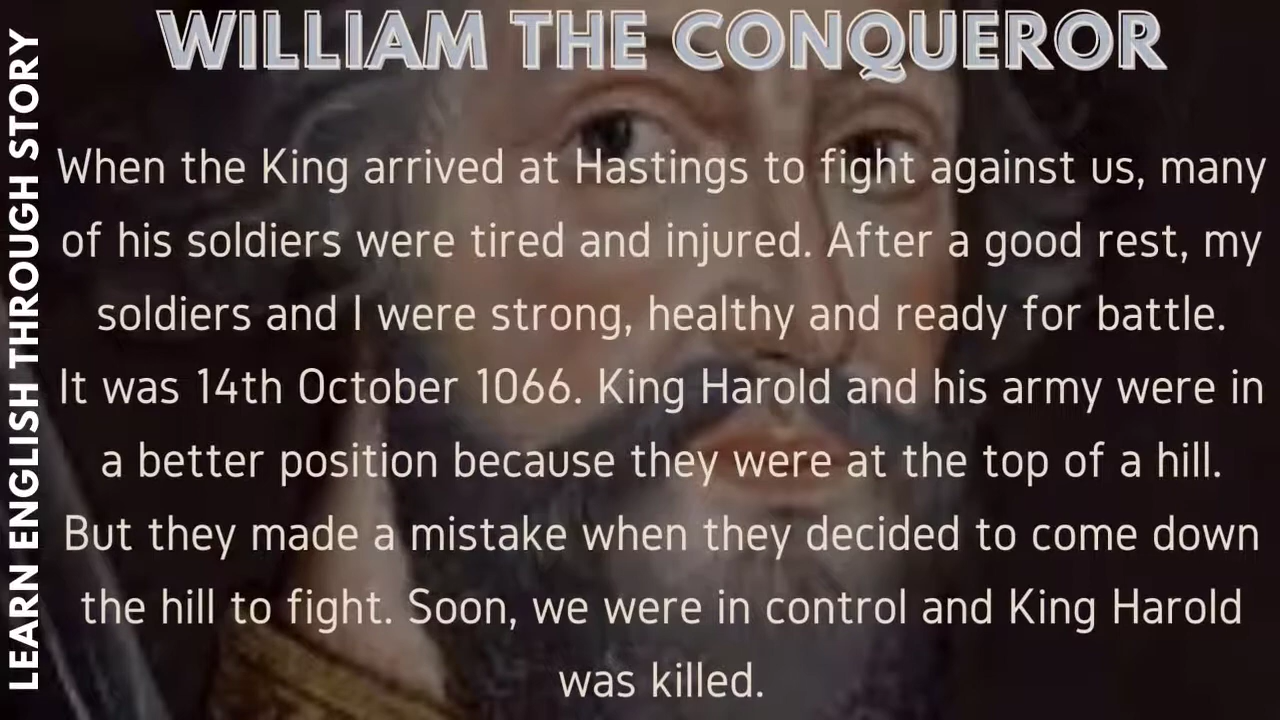 WILLIAM THE CONQUEROR
LEARN ENGLISH THROUGH STORY
When the King arrived at Hastings to fight against us, many
of his soldiers were tired and injured. After a good rest, my
soldiers and I were strong, healthy and ready for battle.
It was 14th October 1066. King Harold and his army were in
a better position because they were at the top of a hill.
But they made a mistake when they decided to come down
the hill to fight. Soon, we were in control and King Harold
was killed.